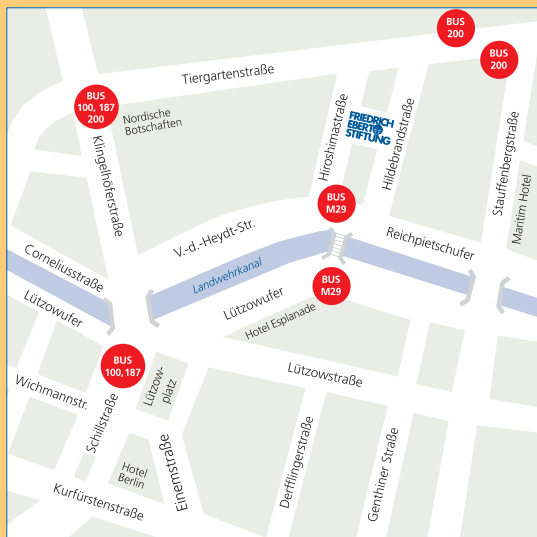 BUS
200
BUS
200
Tiergartenstraße
BUS
100, 187
200
Nordische
Botschaften
FRIEDRICH
EBERT
STIFTUNG
Hiroshimastraße
Hildebrandstraße
Stauffenbergstraße
Maritim Hotel
Klingelhöferstraße
BUS
M29
V.-d.-Heydt-Str.
Reichpietschufer
Corneliusstraße
Landwehrkanal
BUS
M29
Lützowufer
Lützowufer
Hotel Esplanade
BUS
100,187
Lützow-
platz
Lützowstraße
Wichmannstr.
Schillstraße
Einemstraße
Derfflingerstraße
Genthiner Straße
Hotel
Berlin
Kurfürstenstraße